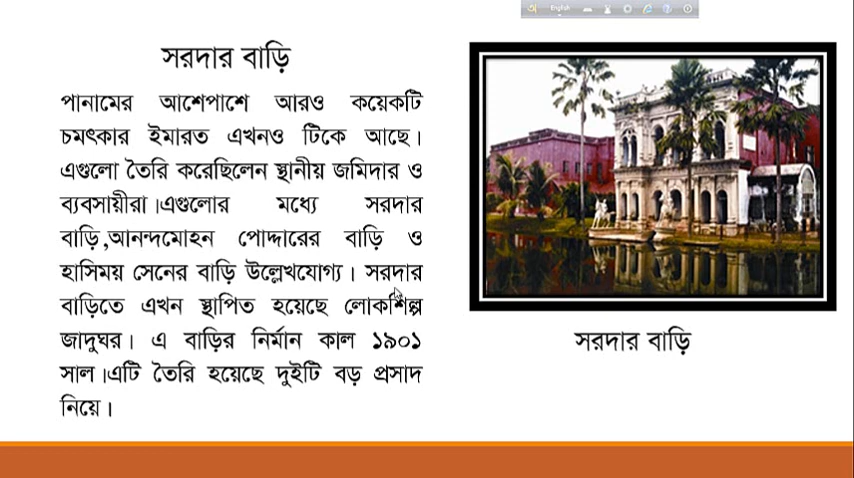 English
সরদার বাড়ি
পানামের আশেপাশে আরও কয়েকটি
চমৎকার ইমারত এখনও টিকে আছে।
এগুলো তৈরি করেছিলেন স্থানীয় জমিদার ও
ব্যবসায়ীরা।এগুলোর মধ্যে সরদার
বাড়ি,আনন্দমোহন পোদ্দারের বাড়ি ও
হাসিময় সেনের বাড়ি উল্লেখযোগ্য। সরদার
বাড়িতে এখন স্থাপিত হয়েছে লোকশিল্প
জাদুঘর। এ বাড়ির নির্মান কাল ১৯০১
সাল।এটি তৈরি হয়েছে দুইটি বড় প্রসাদ
নিয়ে।
সরদার বাড়ি